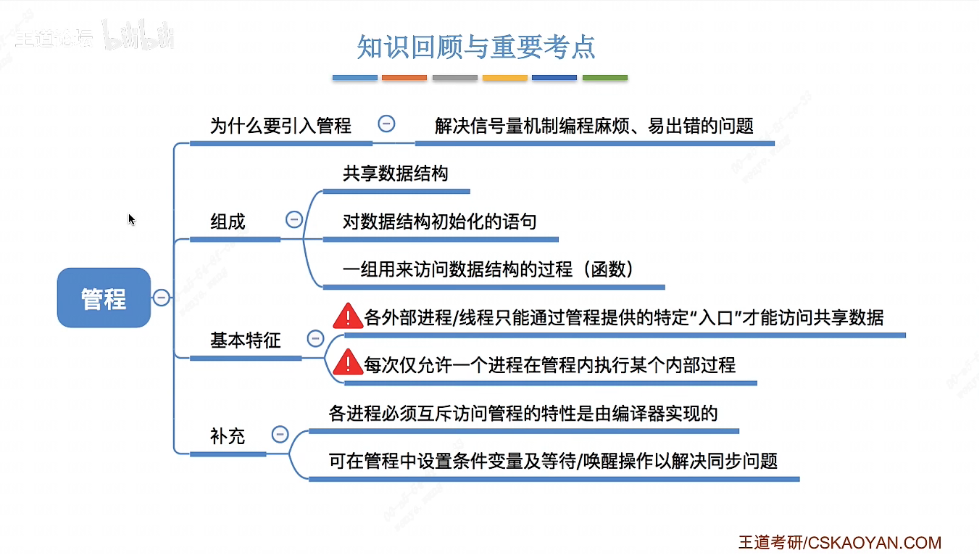 王道考研 bilibili
知识回顾与重要考点
为什么要引入管程
解决信号量机制编程麻烦、易出错的问题
共享数据结构
组成
对数据结构初始化的语句
一组用来访问数据结构的过程（函数）
管程
各外部进程/线程只能通过管程提供的特定“入口”才能访问共享数据
基本特征
每次仅允许一个进程在管程内执行某个内部过程
各进程必须互斥访问管程的特性是由编译器实现的
补充
可在管程中设置条件变量及等待/唤醒操作以解决同步问题
王道考研/CSKAOYAN.COM